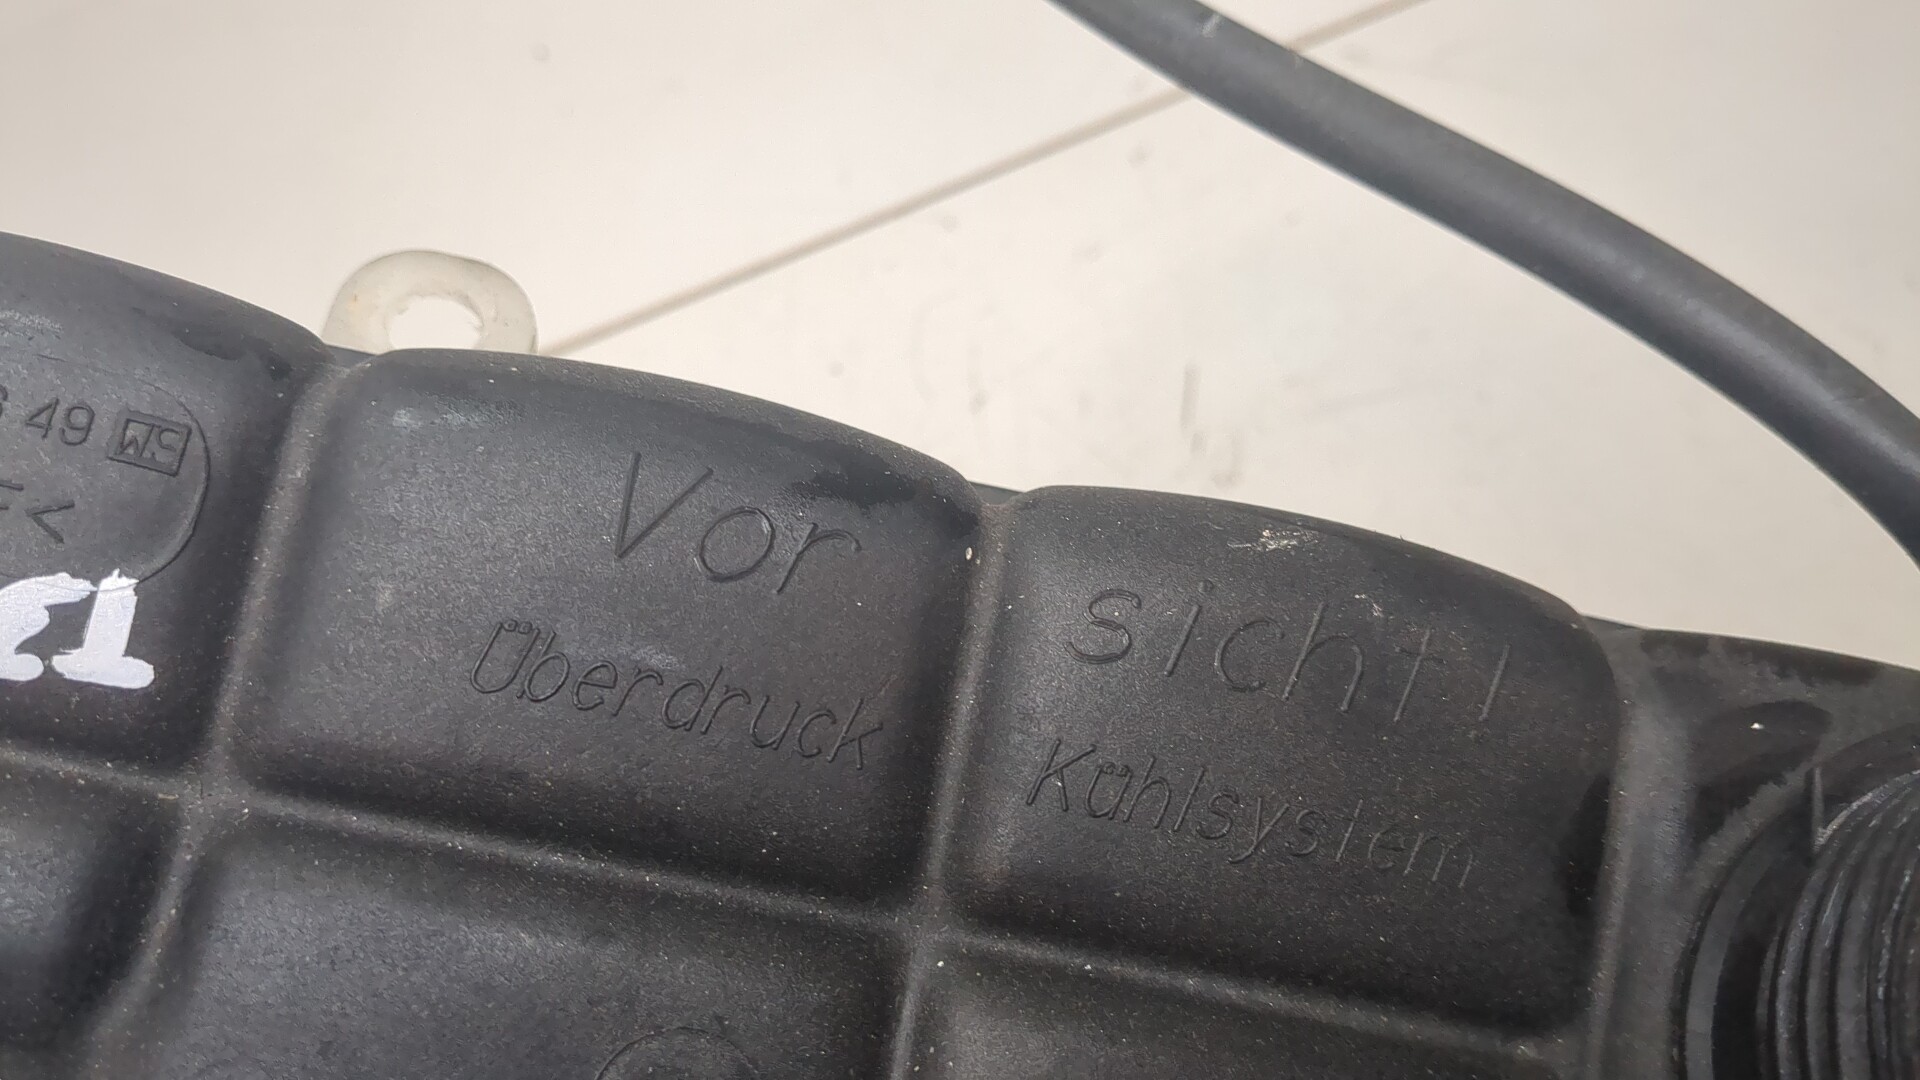 49
Vor sicht!
Überdruck Kühlsystem